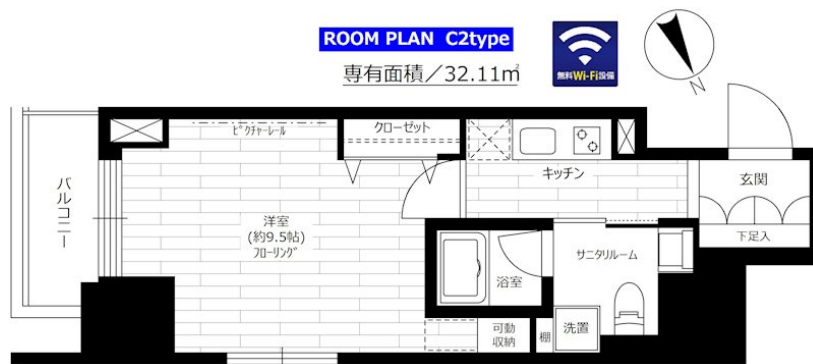 ROOM PLAN C2type
専有面積／32.11㎡
無料Wi-Fi設備
N
ピクチャーレール
クローゼット
キッチン
玄関
下足入
バルコニー
洋室
(約9.5帖)
フローリング
サニタリルーム
浴室
可動
収納
棚
洗置